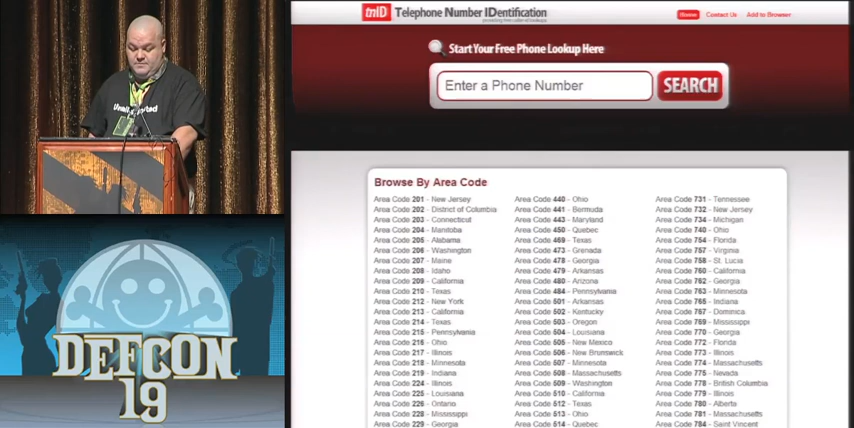 tnID Telephone Number IDentification
Home Contact Us Add to Browser
Start Your Free Phone Lookup Here
Enter a Phone Number SEARCH
Browse By Area Code
Area Code 201 - New Jersey
Area Code 202 - District of Columbia
Area Code 203 - Connecticut
Area Code 204 - Manitoba
Area Code 205 - Alabama
Area Code 206 - Washington
Area Code 207 - Maine
Area Code 208 - Idaho
Area Code 209 - California
Area Code 210 - Texas
Area Code 212 - New York
Area Code 213 - California
Area Code 214 - Texas
Area Code 215 - Pennsylvania
Area Code 216 - Ohio
Area Code 217 - Illinois
Area Code 218 - Minnesota
Area Code 219 - Indiana
Area Code 224 - Illinois
Area Code 225 - Louisiana
Area Code 226 - Ontario
Area Code 228 - Mississippi
Area Code 229 - Georgia
Area Code 440 - Ohio
Area Code 441 - Bermuda
Area Code 443 - Maryland
Area Code 450 - Quebec
Area Code 469 - Texas
Area Code 473 - Grenada
Area Code 478 - Georgia
Area Code 479 - Arkansas
Area Code 480 - Arizona
Area Code 484 - Pennsylvania
Area Code 501 - Arkansas
Area Code 502 - Kentucky
Area Code 503 - Oregon
Area Code 504 - Louisiana
Area Code 505 - New Mexico
Area Code 506 - New Brunswick
Area Code 507 - Minnesota
Area Code 508 - Massachusetts
Area Code 509 - Washington
Area Code 510 - California
Area Code 512 - Texas
Area Code 513 - Ohio
Area Code 514 - Quebec
Area Code 731 - Tennessee
Area Code 732 - New Jersey
Area Code 734 - Michigan
Area Code 740 - Ohio
Area Code 754 - Florida
Area Code 757 - Virginia
Area Code 758 - St. Lucia
Area Code 760 - California
Area Code 762 - Georgia
Area Code 763 - Minnesota
Area Code 765 - Indiana
Area Code 767 - Dominica
Area Code 769 - Mississippi
Area Code 770 - Georgia
Area Code 772 - Florida
Area Code 773 - Illinois
Area Code 774 - Massachusetts
Area Code 775 - Nevada
Area Code 778 - British Columbia
Area Code 779 - Illinois
Area Code 780 - Alberta
Area Code 781 - Massachusetts
Area Code 784 - Saint Vincent
DEFCON
19